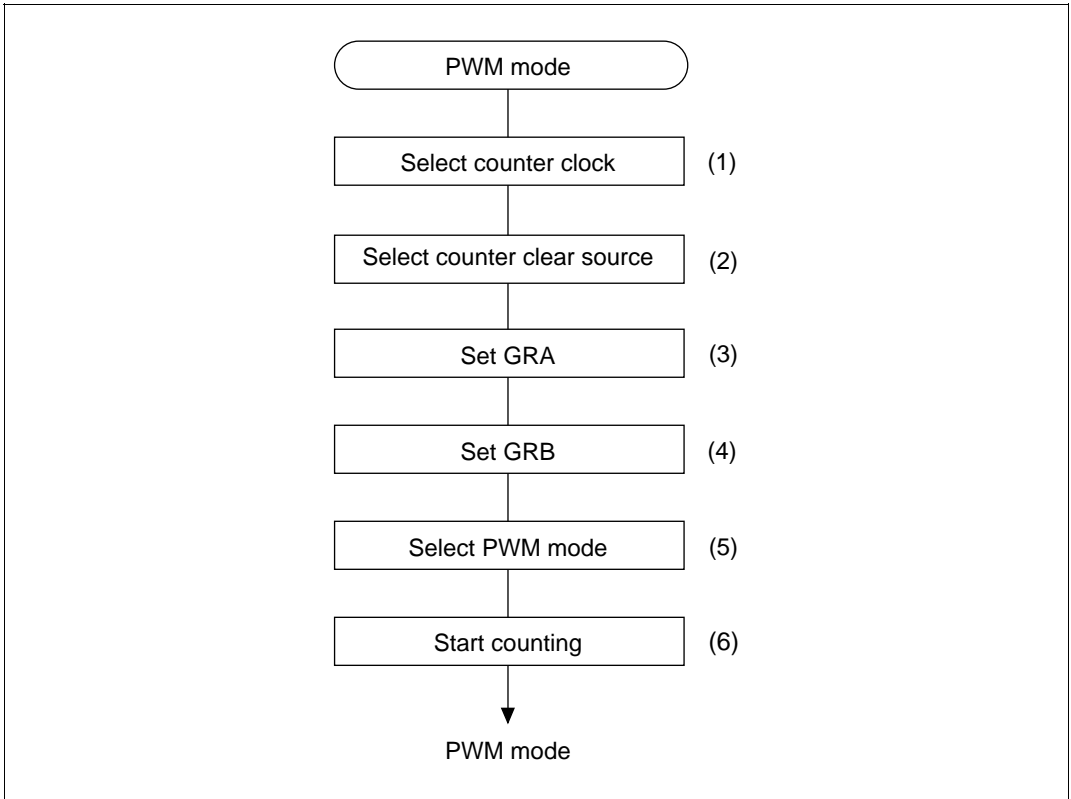 PWM mode
Select counter clock (1)
Select counter clear source (2)
Set GRA (3)
Set GRB (4)
Select PWM mode (5)
Start counting (6)
PWM mode